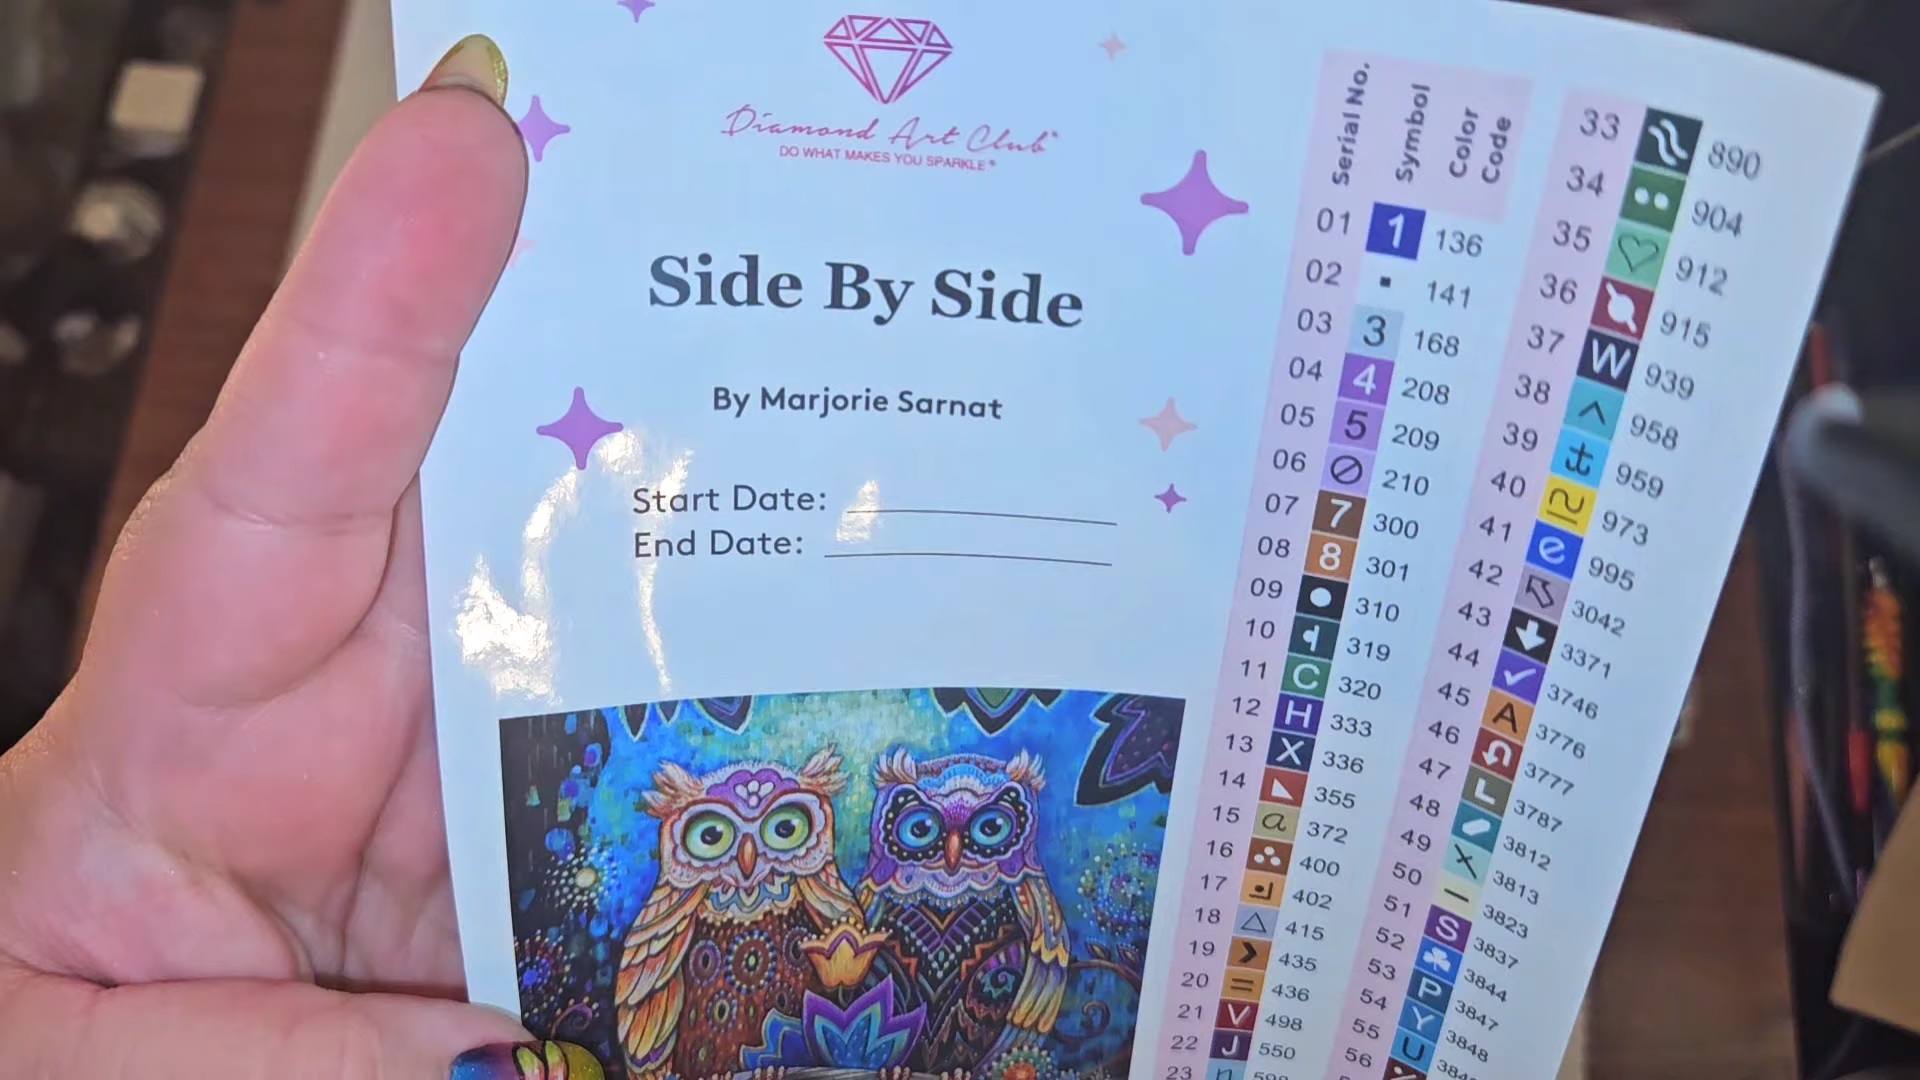 Diamond Art Club®
DO WHAT MAKES YOU SPARKLE®
Side By Side
By Marjorie Sarnat
Start Date:
End Date:
Serial No. Symbol Color Code
01 1 136
02 141
03 3 168
04 4 208
05 5 209
06 210
07 7 300
08 8 301
09 310
10 319
11 C 320
12 H 333
13 X 336
14 355
15 a 372
16 400
17 402
18 415
19 435
20 = 436
21 V 498
22 J 550
23 n
33 890
34 904
35 912
36 915
37 W 939
38 958
39 959
40 973
41 e 995
42 3042
43 3371
44 3746
45 A 3776
46 3777
47 L 3787
48 3812
49 3813
50 3823
51 S 3837
52 3844
53 P 3847
54 Y 3848
55 U
56